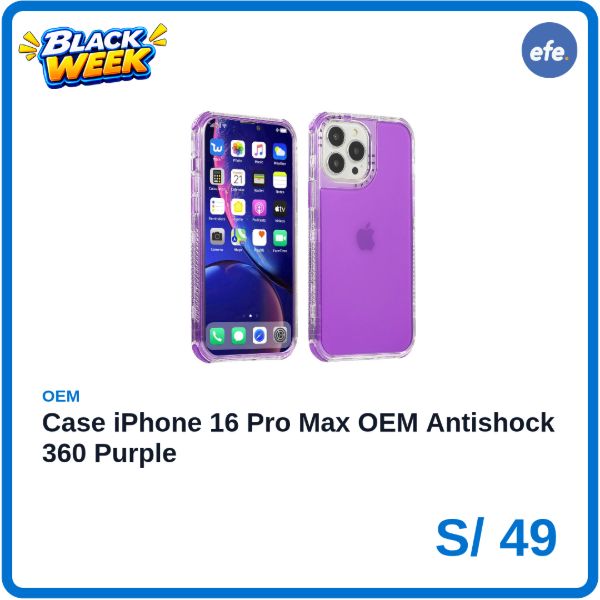 BLACK
WEEK
efe.
OEM
Case iPhone 16 Pro Max OEM Antishock
360 Purple
S/ 49